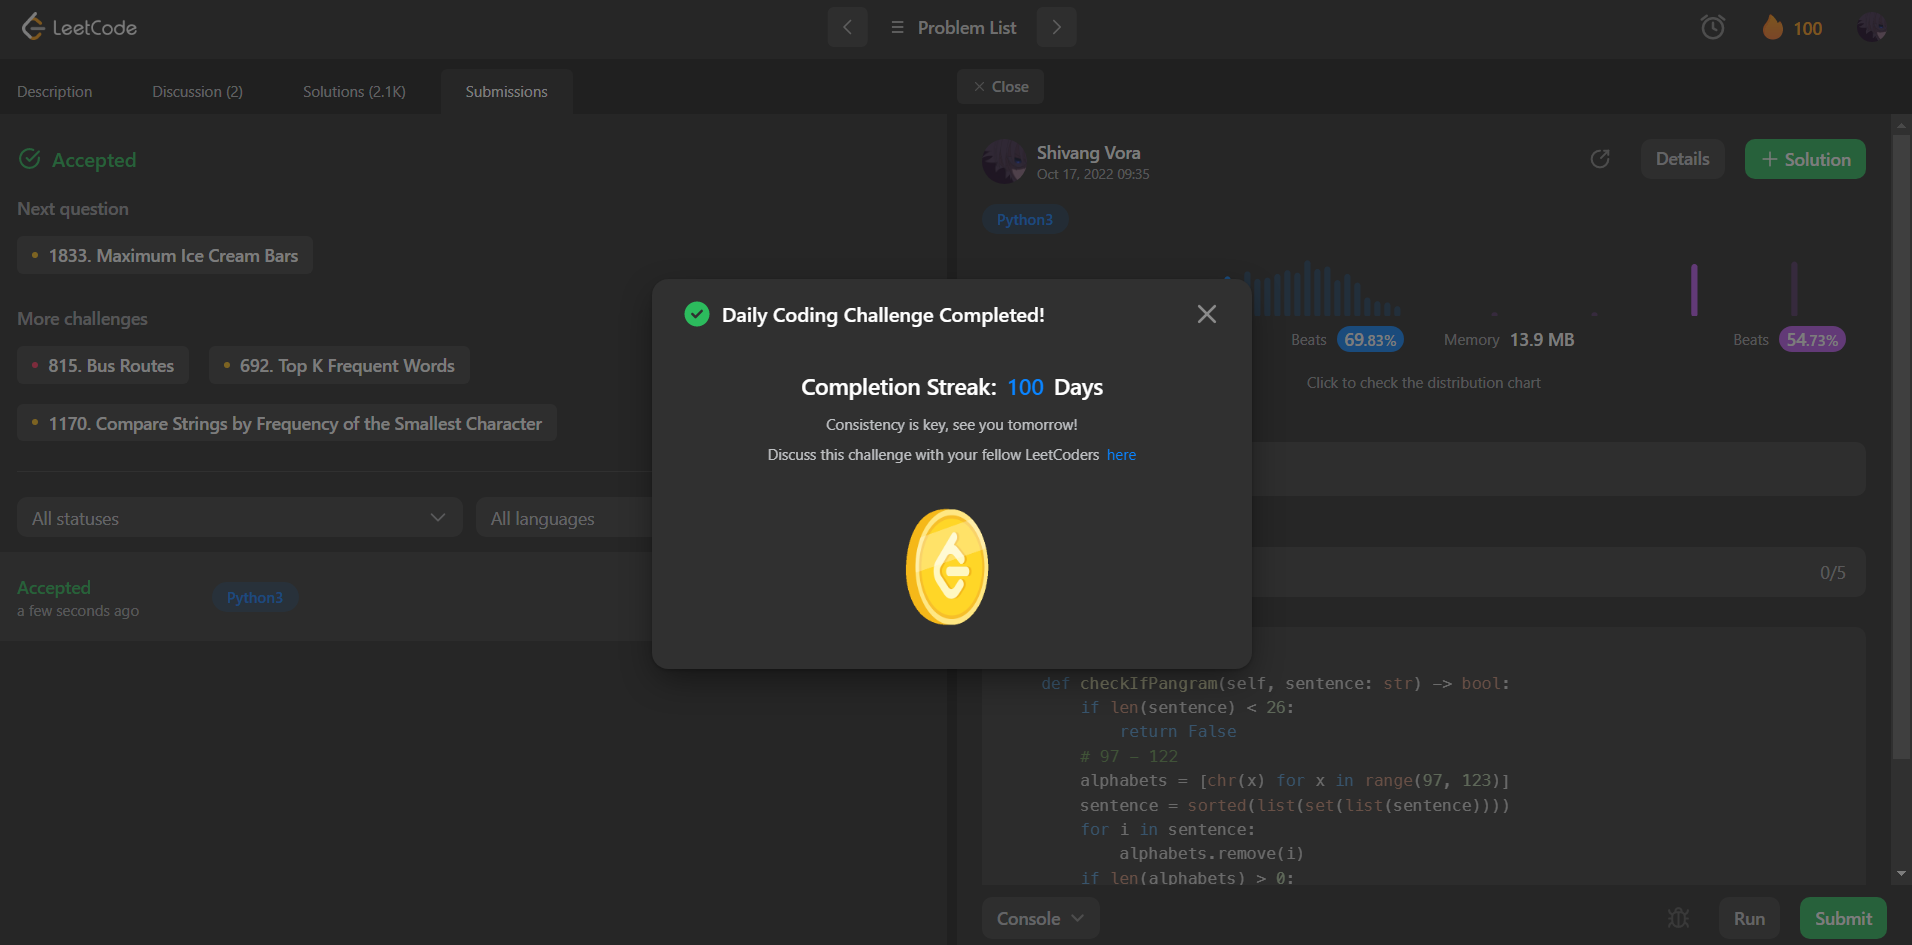 LeetCode
Problem List
100
Description
Discussion (2)
Solutions (2.1K)
Submissions
Close
Accepted
Next question
1833. Maximum Ice Cream Bars
More challenges
815. Bus Routes
692. Top K Frequent Words
1170. Compare Strings by Frequency of the Smallest Character
All statuses
All languages
Accepted
a few seconds ago
Python3
Daily Coding Challenge Completed!
Completion Streak: 100 Days
Consistency is key, see you tomorrow!
Discuss this challenge with your fellow LeetCoders here
Shivang Vora
Oct 17, 2022 09:35
Details
Solution
Python3
Beats 69.83%
Memory 13.9 MB
Beats 54.73%
Click to check the distribution chart
0/5
def checkIfPangram(self, sentence: str) -> bool:
if len(sentence) < 26:
return False
# 97 - 122
alphabets = [chr(x) for x in range(97, 123)]
sentence = sorted(list(set(list(sentence))))
for i in sentence:
alphabets.remove(i)
if len(alphabets) > 0:
Console
Run
Submit